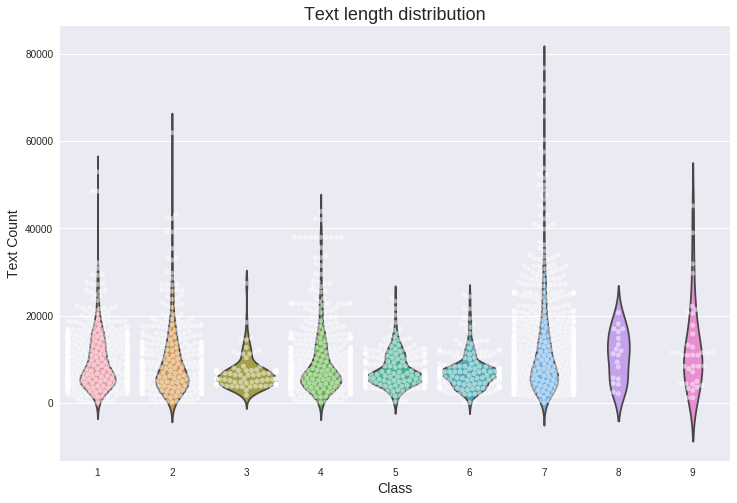 Text length distribution
80000
60000
40000
20000
0
Text Count
1 2 3 4 5 6 7 8 9
Class